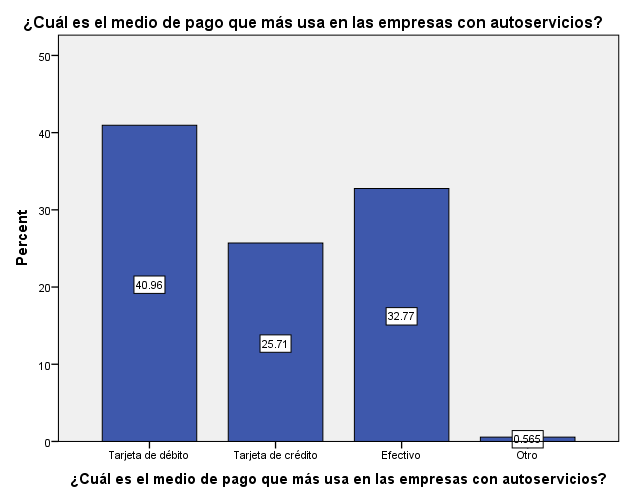 ¿Cuál es el medio de pago que más usa en las empresas con autoservicios?
50
40
30
20
10
0
Percent
40.96
25.71
32.77
0.565
Tarjeta de débito
Tarjeta de crédito
Efectivo
Otro
¿Cuál es el medio de pago que más usa en las empresas con autoservicios?